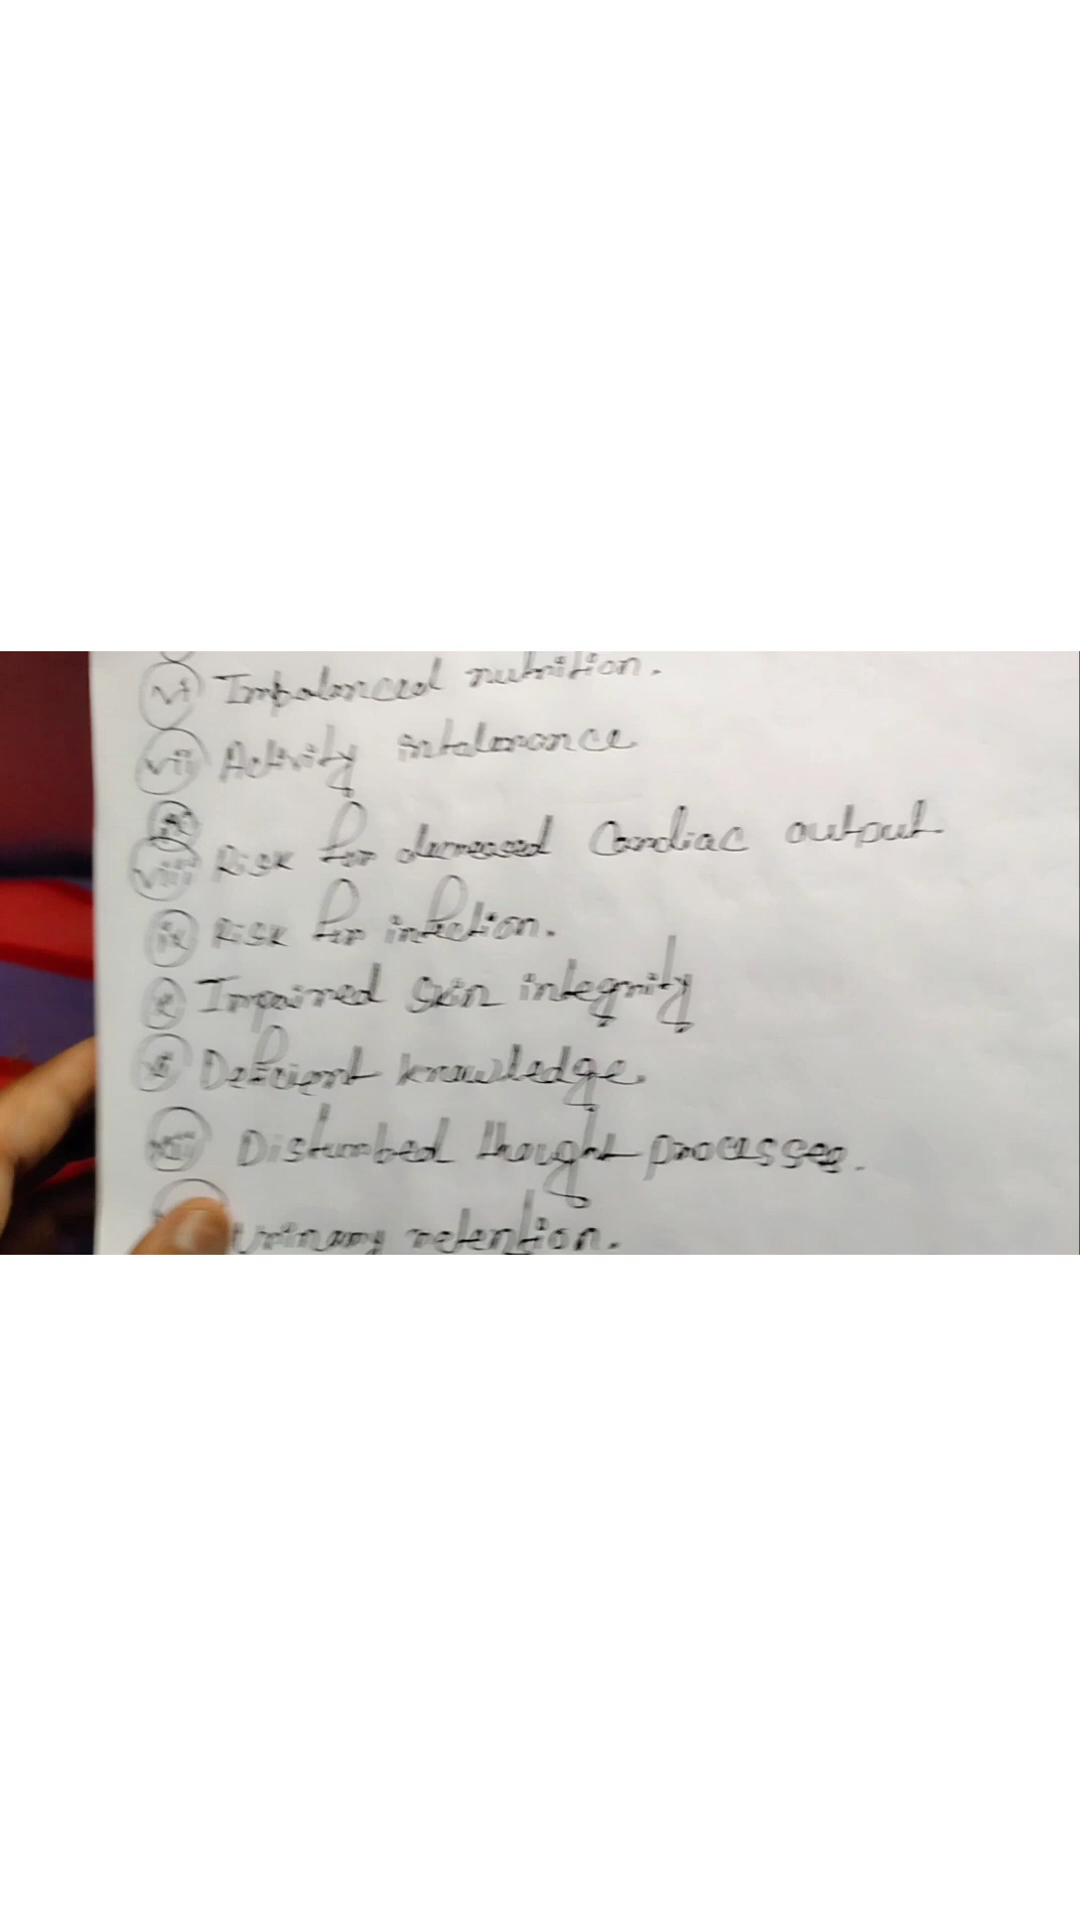 vi Imbalanced nutrition.
vii Activity intolerance
viii Risk for decreased Cardiac output
ix Risk for infection.
x Impaired skin integrity
xi Deficient knowledge.
xii Disturbed thought processes.
Urinary retention.